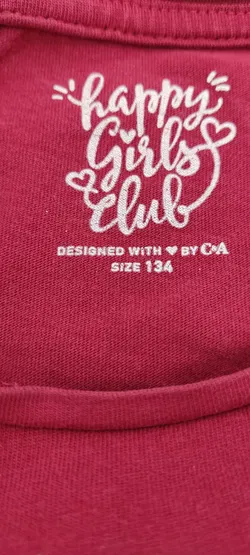 happy
Girls
Club
DESIGNED WITH ♥ BY C&A
SIZE 134